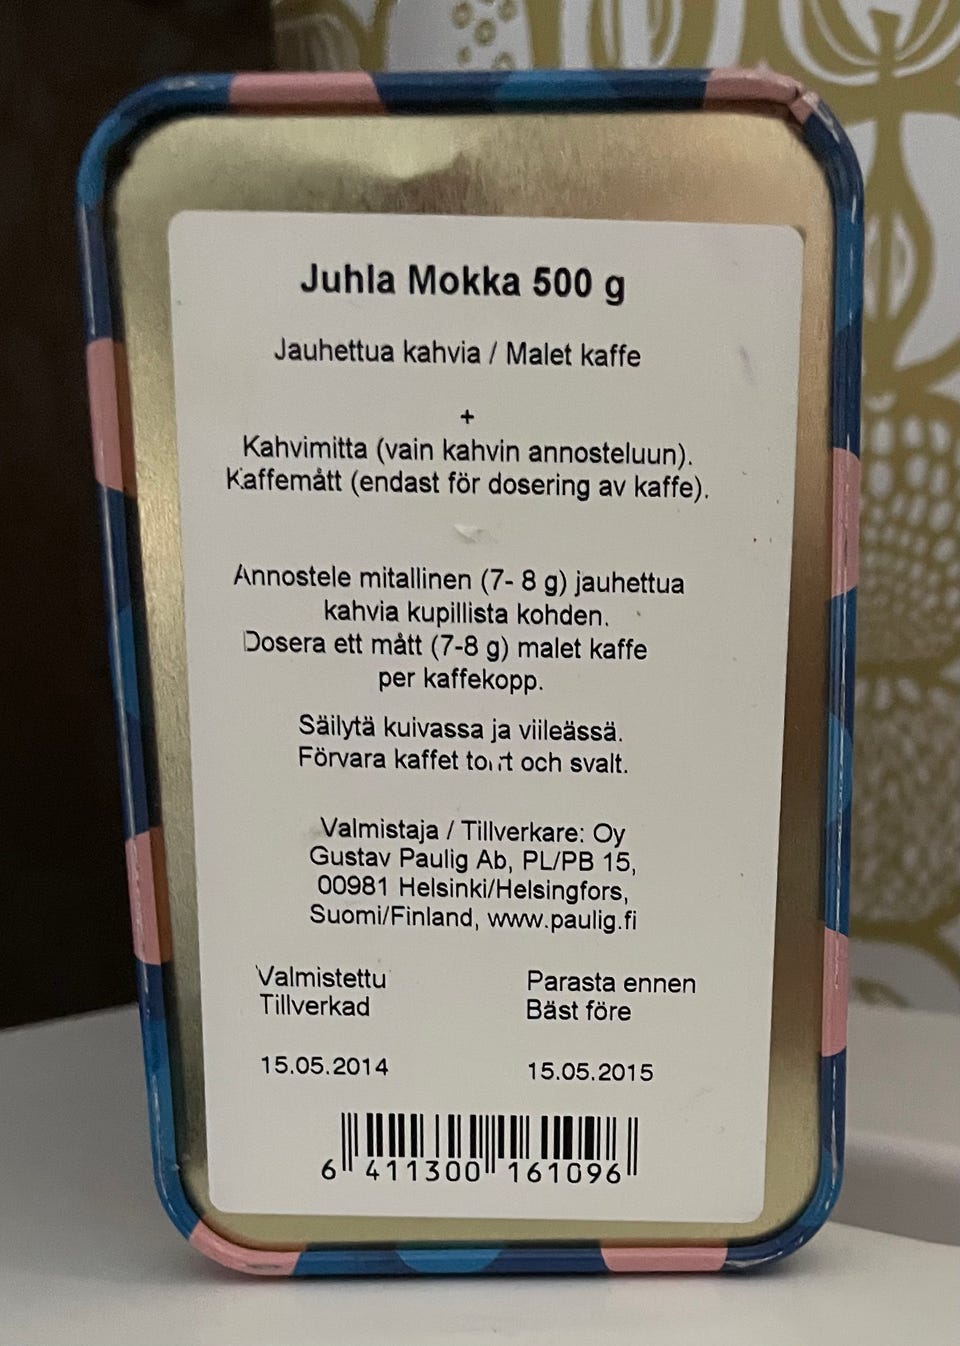 Juhla Mokka 500 g
Jauhettua kahvia / Malet kaffe
+
Kahvimitta (vain kahvin annosteluun).
Kaffemått (endast för dosering av kaffe).
Annostele mitallinen (7- 8 g) jauhettua
kahvia kupillista kohden.
Dosera ett mått (7-8 g) malet kaffe
per kaffekopp.
Säilytä kuivassa ja viileässä.
Förvara kaffet torrt och svalt.
Valmistaja / Tillverkare: Oy
Gustav Paulig Ab, PL/PB 15,
00981 Helsinki/Helsingfors,
Suomi/Finland, www.paulig.fi
Valmistettu Parasta ennen
Tillverkad Bäst före
15.05.2014 15.05.2015
6 411300 161096